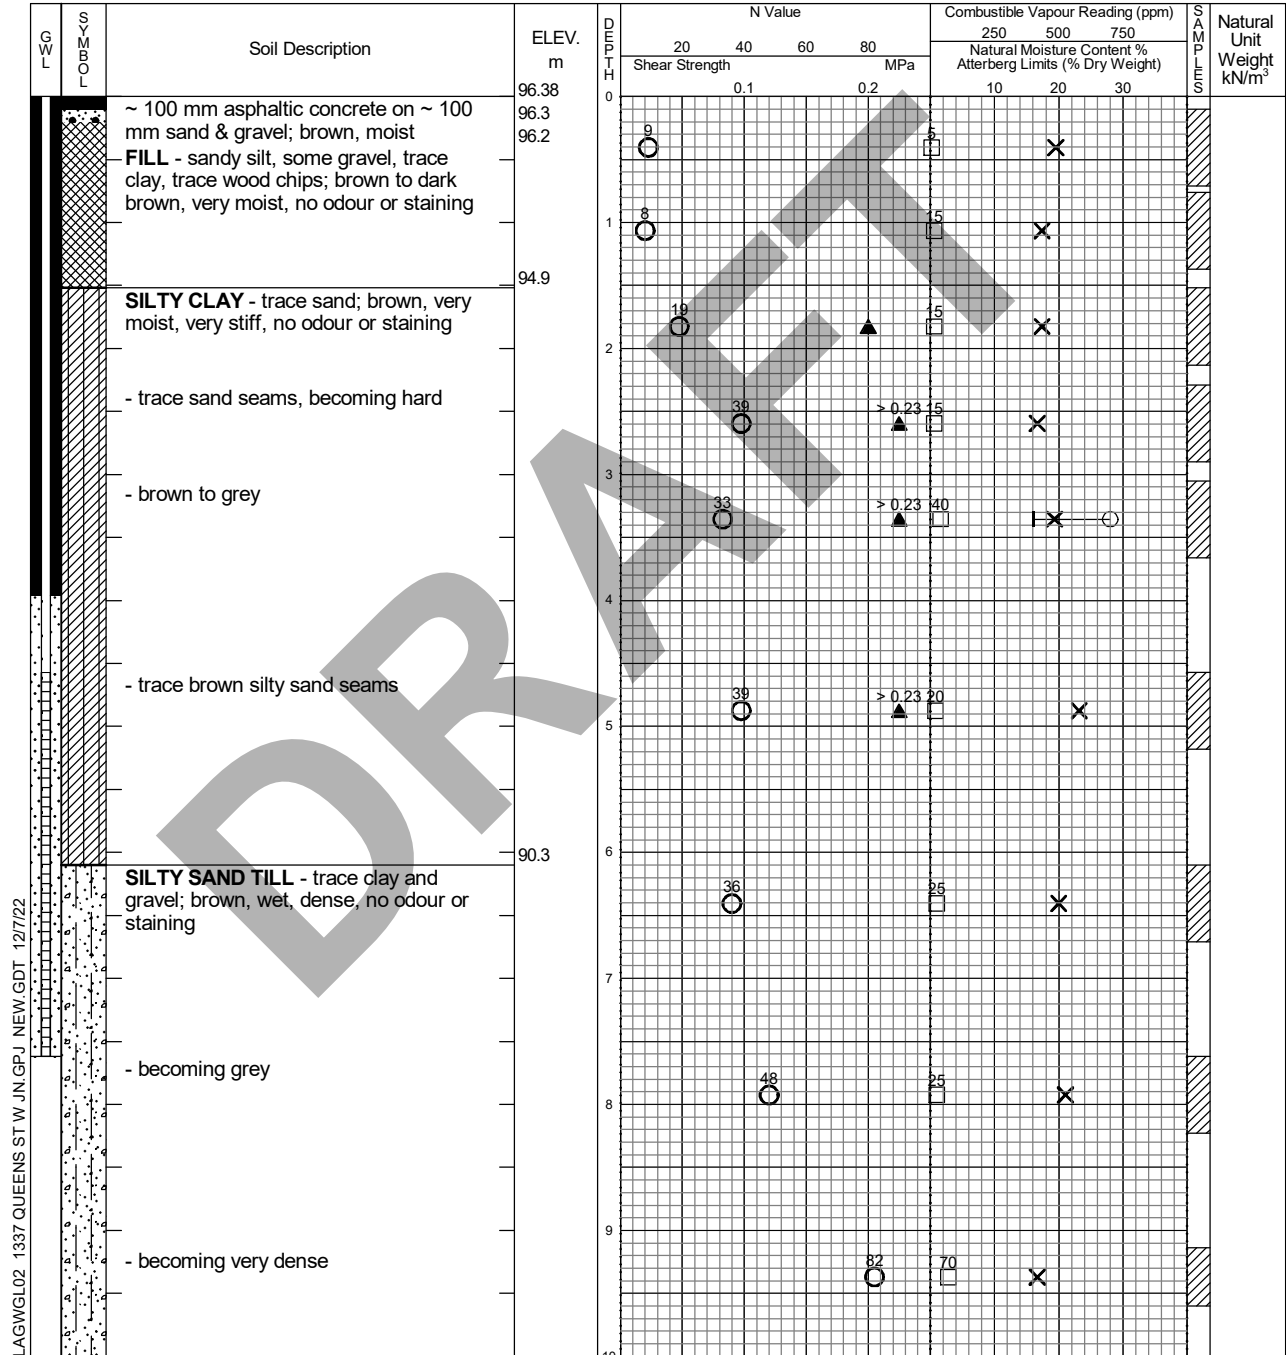 GWL
SYMBOL
Soil Description
ELEV.
m
DEPTH
N Value
20 40 60 80
Shear Strength MPa
0.1 0.2
Combustible Vapour Reading (ppm)
250 500 750
Natural Moisture Content %
Atterberg Limits (% Dry Weight)
10 20 30
SAMPLES
Natural
Unit
Weight
kN/m³
96.38
0
~ 100 mm asphaltic concrete on ~ 100
96.3
mm sand & gravel; brown, moist
96.2
9 5
FILL - sandy silt, some gravel, trace
clay, trace wood chips; brown to dark
brown, very moist, no odour or staining
8 15
1
94.9
SILTY CLAY - trace sand; brown, very
moist, very stiff, no odour or staining
19 15
2
- trace sand seams, becoming hard
39 > 0.23 15
3
- brown to grey
33 > 0.23 40
4
- trace brown silty sand seams
39 > 0.23 20
5
6
90.3
SILTY SAND TILL - trace clay and
gravel; brown, wet, dense, no odour or
staining
36 25
7
- becoming grey
48 25
8
9
- becoming very dense
82 70
10
DRAFT
LAGWGL02 1337 QUEENS ST W JN.GPJ NEW.GDT 12/7/22